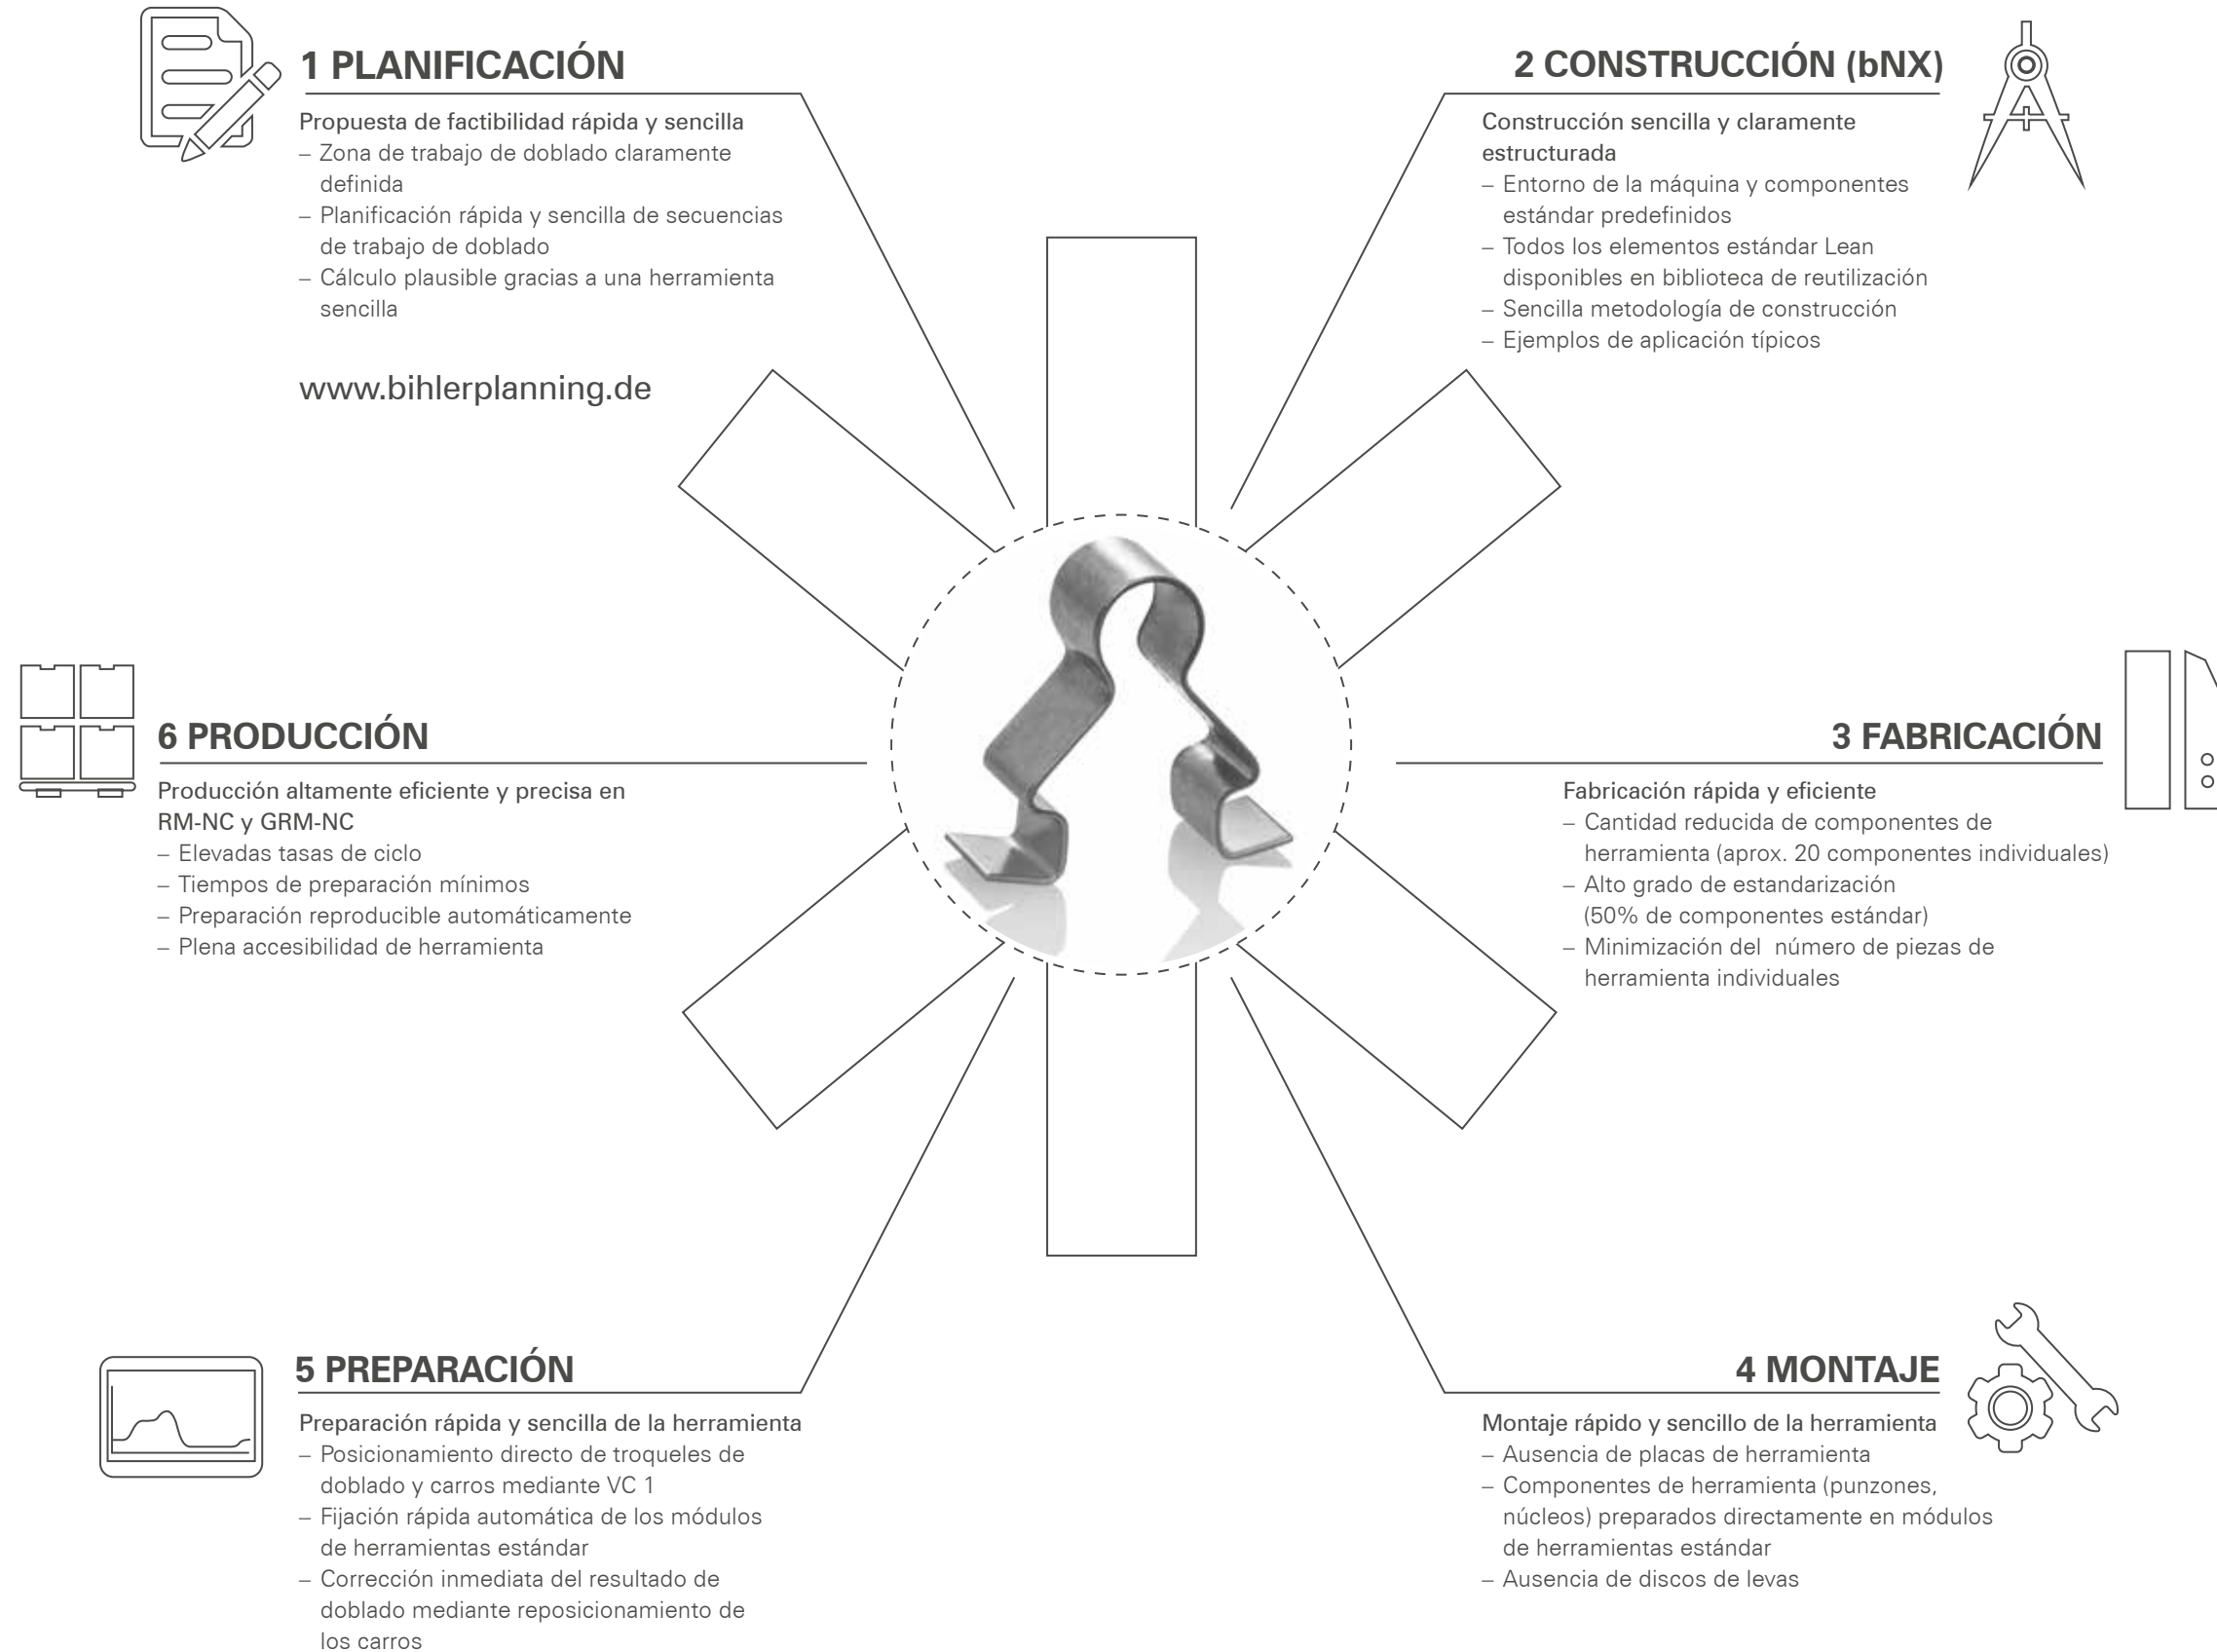 1 PLANIFICACIÓN
Propuesta de factibilidad rápida y sencilla
– Zona de trabajo de doblado claramente
definida
– Planificación rápida y sencilla de secuencias
de trabajo de doblado
– Cálculo plausible gracias a una herramienta
sencilla
www.bihlerplanning.de
2 CONSTRUCCIÓN (bNX)
Construcción sencilla y claramente
estructurada
– Entorno de la máquina y componentes
estándar predefinidos
– Todos los elementos estándar Lean
disponibles en biblioteca de reutilización
– Sencilla metodología de construcción
– Ejemplos de aplicación típicos
3 FABRICACIÓN
Fabricación rápida y eficiente
– Cantidad reducida de componentes de
herramienta (aprox. 20 componentes individuales)
– Alto grado de estandarización
(50% de componentes estándar)
– Minimización del  número de piezas de
herramienta individuales
4 MONTAJE
Montaje rápido y sencillo de la herramienta
– Ausencia de placas de herramienta
– Componentes de herramienta (punzones,
núcleos) preparados directamente en módulos
de herramientas estándar
– Ausencia de discos de levas
5 PREPARACIÓN
Preparación rápida y sencilla de la herramienta
– Posicionamiento directo de troqueles de
doblado y carros mediante VC 1
– Fijación rápida automática de los módulos
de herramientas estándar
– Corrección inmediata del resultado de
doblado mediante reposicionamiento de
los carros
6 PRODUCCIÓN
Producción altamente eficiente y precisa en
RM-NC y GRM-NC
– Elevadas tasas de ciclo
– Tiempos de preparación mínimos
– Preparación reproducible automáticamente
– Plena accesibilidad de herramienta